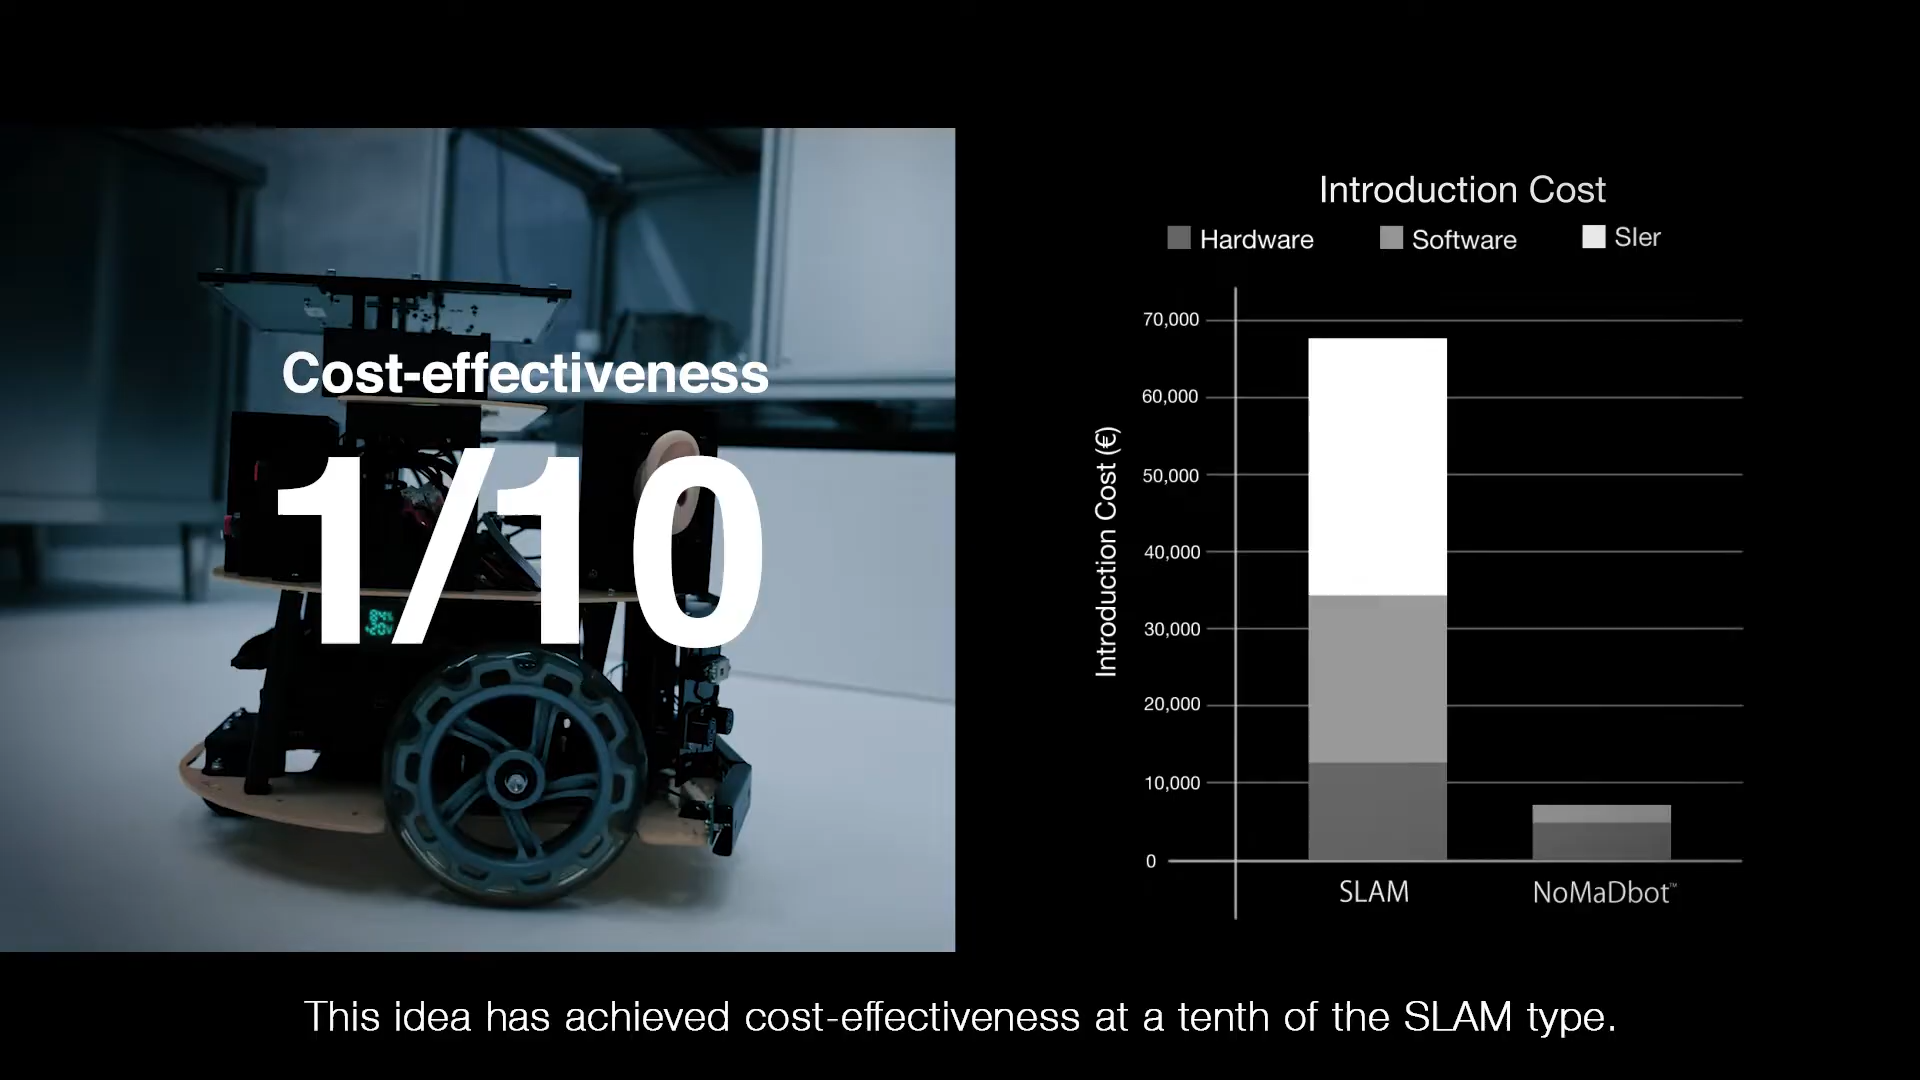 Cost-effectiveness
1/10
84%
+20V
Introduction Cost
Hardware
Software
SIer
Introduction Cost (€)
70,000
60,000
50,000
40,000
30,000
20,000
10,000
0
SLAM
NoMaDbot™
This idea has achieved cost-effectiveness at a tenth of the SLAM type.